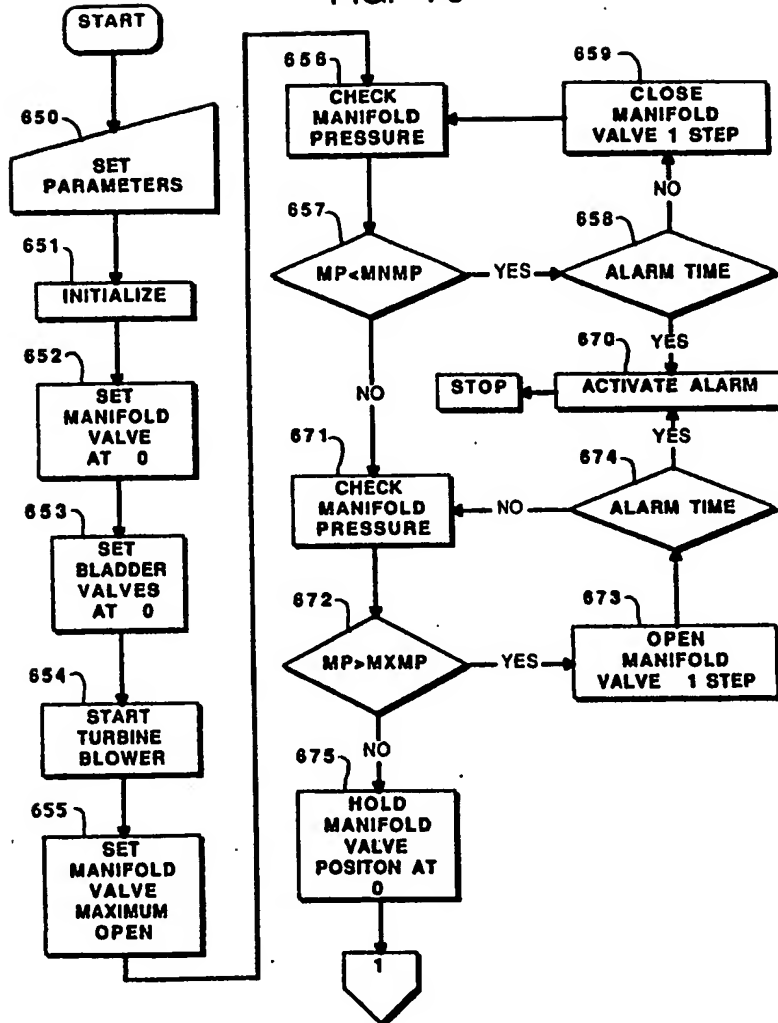 START
650
SET
PARAMETERS
651
INITIALIZE
652
SET
MANIFOLD
VALVE
AT 0
653
SET
BLADDER
VALVES
AT 0
654
START
TURBINE
BLOWER
655
SET
MANIFOLD
VALVE
MAXIMUM
OPEN
656
CHECK
MANIFOLD
PRESSURE
659
CLOSE
MANIFOLD
VALVE 1 STEP
NO
657
MP<MNMP
YES
658
ALARM TIME
YES
670
ACTIVATE ALARM
STOP
NO
YES
671
CHECK
MANIFOLD
PRESSURE
NO
674
ALARM TIME
672
MP>MXMP
YES
673
OPEN
MANIFOLD
VALVE 1 STEP
NO
675
HOLD
MANIFOLD
VALVE
POSITON AT
0
1